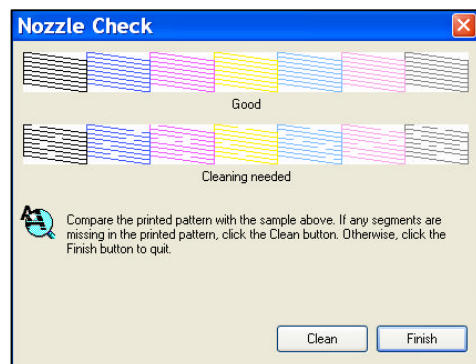 Nozzle Check
Good
Cleaning needed
Compare the printed pattern with the sample above. If any segments are
missing in the printed pattern, click the Clean button. Otherwise, click the
Finish button to quit.
Clean
Finish